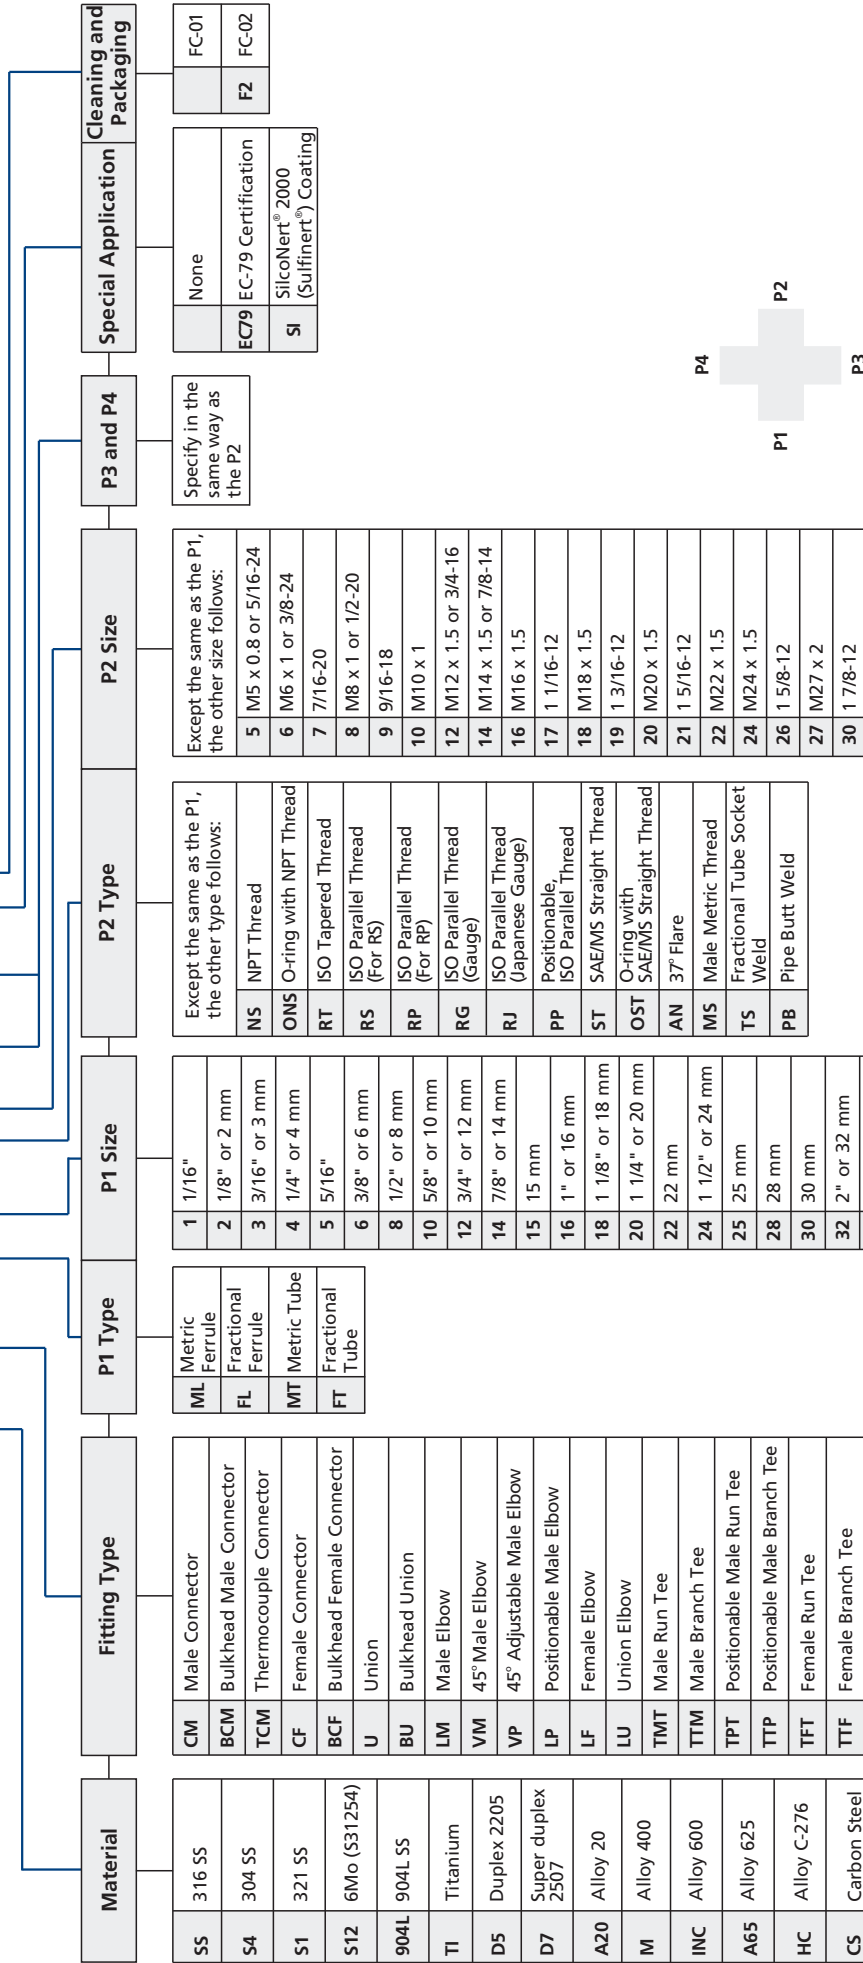 Material
SS 316 SS
S4 304 SS
S1 321 SS
S12 6Mo (S31254)
904L 904L SS
TI Titanium
D5 Duplex 2205
D7 Super duplex
2507
A20 Alloy 20
M Alloy 400
INC Alloy 600
A65 Alloy 625
HC Alloy C-276
CS Carbon Steel
Fitting Type
CM Male Connector
BCM Bulkhead Male Connector
TCM Thermocouple Connector
CF Female Connector
BCF Bulkhead Female Connector
U Union
BU Bulkhead Union
LM Male Elbow
VM 45° Male Elbow
VP 45° Adjustable Male Elbow
LP Positionable Male Elbow
LF Female Elbow
LU Union Elbow
TMT Male Run Tee
TTM Male Branch Tee
TPT Positionable Male Run Tee
TTP Positionable Male Branch Tee
TFT Female Run Tee
TTF Female Branch Tee
P1 Type
ML Metric
Ferrule
FL Fractional
Ferrule
MT Metric Tube
FT Fractional
Tube
P1 Size
1 1/16"
2 1/8" or 2 mm
3 3/16" or 3 mm
4 1/4" or 4 mm
5 5/16"
6 3/8" or 6 mm
8 1/2" or 8 mm
10 5/8" or 10 mm
12 3/4" or 12 mm
14 7/8" or 14 mm
15 15 mm
16 1" or 16 mm
18 1 1/8" or 18 mm
20 1 1/4" or 20 mm
22 22 mm
24 1 1/2" or 24 mm
25 25 mm
28 28 mm
30 30 mm
32 2" or 32 mm
P2 Type
Except the same as the P1,
the other type follows:
NS NPT Thread
ONS O-ring with NPT Thread
RT ISO Tapered Thread
RS ISO Parallel Thread
(For RS)
RP ISO Parallel Thread
(For RP)
RG ISO Parallel Thread
(Gauge)
RJ ISO Parallel Thread
(Japanese Gauge)
PP Positionable,
ISO Parallel Thread
ST SAE/MS Straight Thread
OST O-ring with
SAE/MS Straight Thread
AN 37° Flare
MS Male Metric Thread
TS Fractional Tube Socket
Weld
PB Pipe Butt Weld
P2 Size
Except the same as the P1,
the other size follows:
5 M5 x 0.8 or 5/16-24
6 M6 x 1 or 3/8-24
7 7/16-20
8 M8 x 1 or 1/2-20
9 9/16-18
10 M10 x 1
12 M12 x 1.5 or 3/4-16
14 M14 x 1.5 or 7/8-14
16 M16 x 1.5
17 1 1/16-12
18 M18 x 1.5
19 1 3/16-12
20 M20 x 1.5
21 1 5/16-12
22 M22 x 1.5
24 M24 x 1.5
26 1 5/8-12
27 M27 x 2
30 1 7/8-12
P3 and P4
Specify in the
same way as
the P2
Special Application
None
EC79 EC-79 Certification
SI SilcoNert® 2000
(Sulfinert®) Coating
Cleaning and
Packaging
FC-01
F2 FC-02
P1
P4
P3
P2